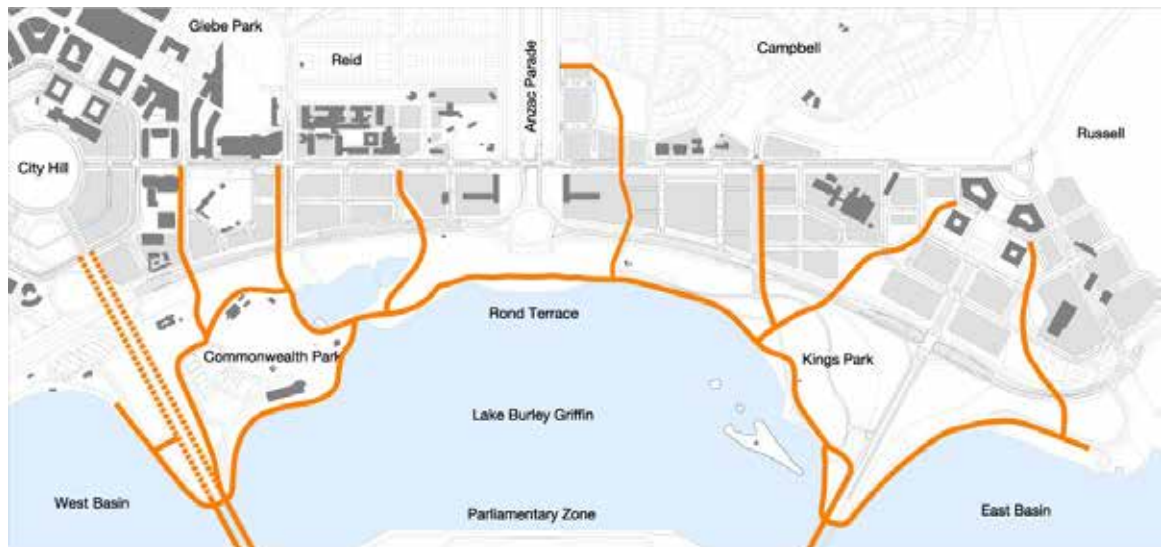 Glebe Park
Reid
Anzac Parade
Campbell
Russell
City Hill
Rond Terrace
Commonwealth Park
Kings Park
Lake Burley Griffin
West Basin
Parliamentary Zone
East Basin